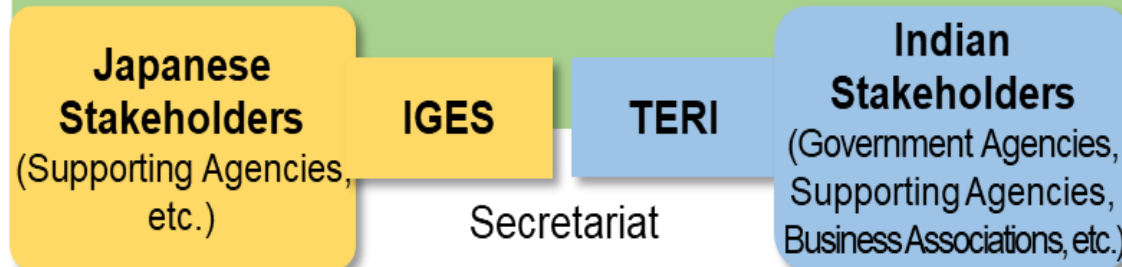 Japanese
Stakeholders
(Supporting Agencies,
etc.)
IGES
TERI
Secretariat
Indian
Stakeholders
(Government Agencies,
Supporting Agencies,
Business Associations, etc.)